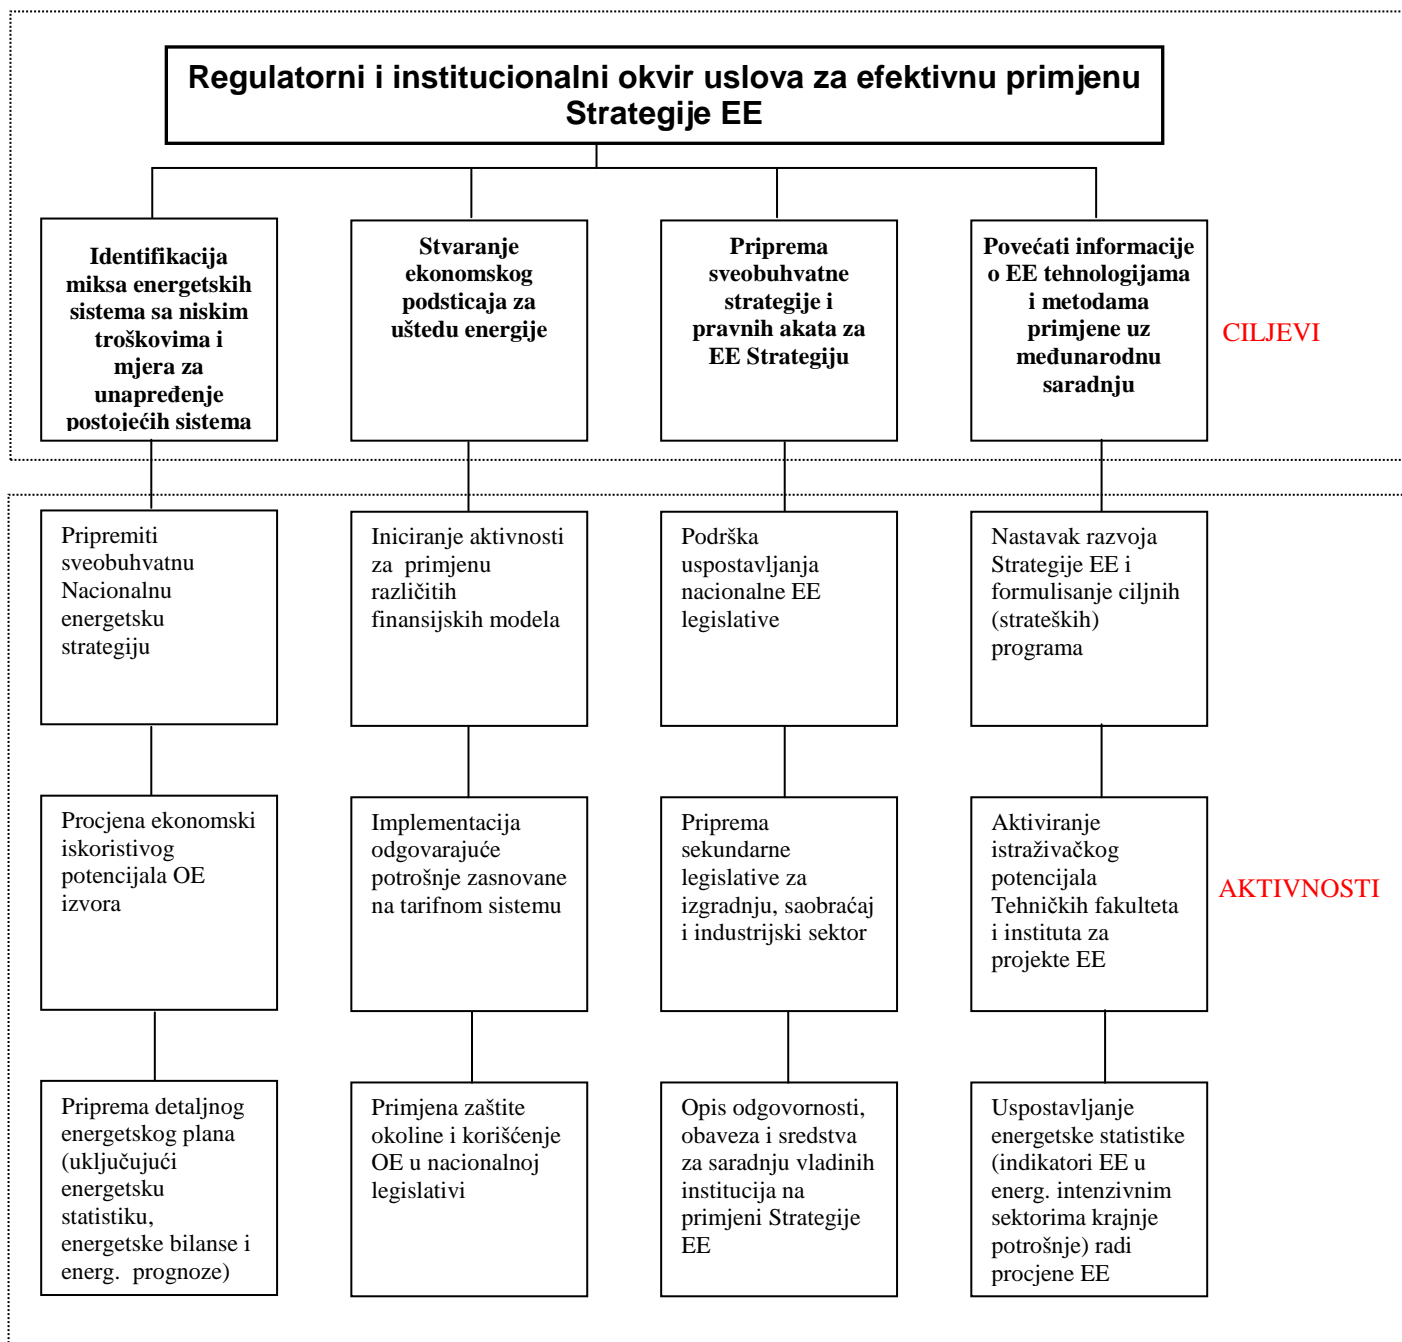 Regulatorni i institucionalni okvir uslova za efektivnu primjenu
Strategije EE
Identifikacija
miksa energetskih
sistema sa niskim
troškovima i
mjera za
unapređenje
postojećih sistema
Stvaranje
ekonomskog
podsticaja za
uštedu energije
Priprema
sveobuhvatne
strategije i
pravnih akata za
EE Strategiju
Povećati informacije
o EE tehnologijama
i metodama
primjene uz
međunarodnu
saradnju
CILJEVI
Pripremiti
sveobuhvatnu
Nacionalnu
energetsku
strategiju
Iniciranje aktivnosti
za  primjenu
različitih
finansijskih modela
Podrška
uspostavljanja
nacionalne EE
legislative
Nastavak razvoja
Strategije EE i
formulisanje ciljnih
(strateških)
programa
Procjena ekonomski
iskoristivog
potencijala OE
izvora
Implementacija
odgovarajuće
potrošnje zasnovane
na tarifnom sistemu
Priprema
sekundarne
legislative za
izgradnju, saobraćaj
i industrijski sektor
Aktiviranje
istraživačkog
potencijala
Tehničkih fakulteta
i instituta za
projekte EE
AKTIVNOSTI
Priprema detaljnog
energetskog plana
(uključujući
energetsku
statistiku,
energetske bilanse i
energ.  prognoze)
Primjena zaštite
okoline i korišćenje
OE u nacionalnoj
legislativi
Opis odgovornosti,
obaveza i sredstva
za saradnju vladinih
institucija na
primjeni Strategije
EE
Uspostavljanje
energetske statistike
(indikatori EE u
energ. intenzivnim
sektorima krajnje
potrošnje) radi
procjene EE